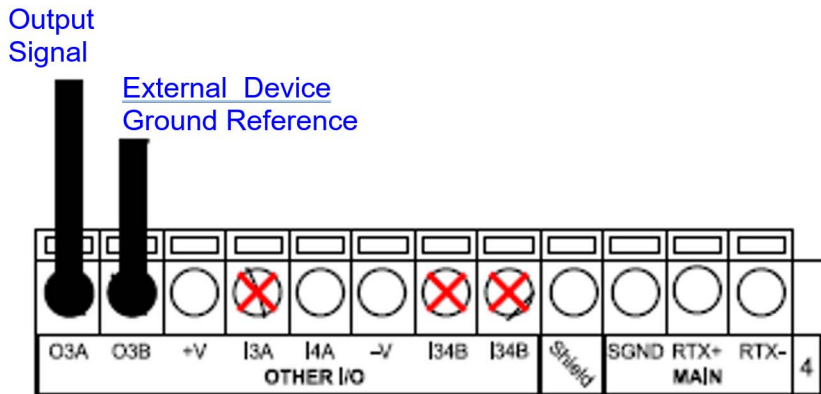 Output
Signal
External Device
Ground Reference
O3A O3B +V I3A I4A –V I34B I34B Shield SGND RTX+ RTX– 4
OTHER I/O MAIN